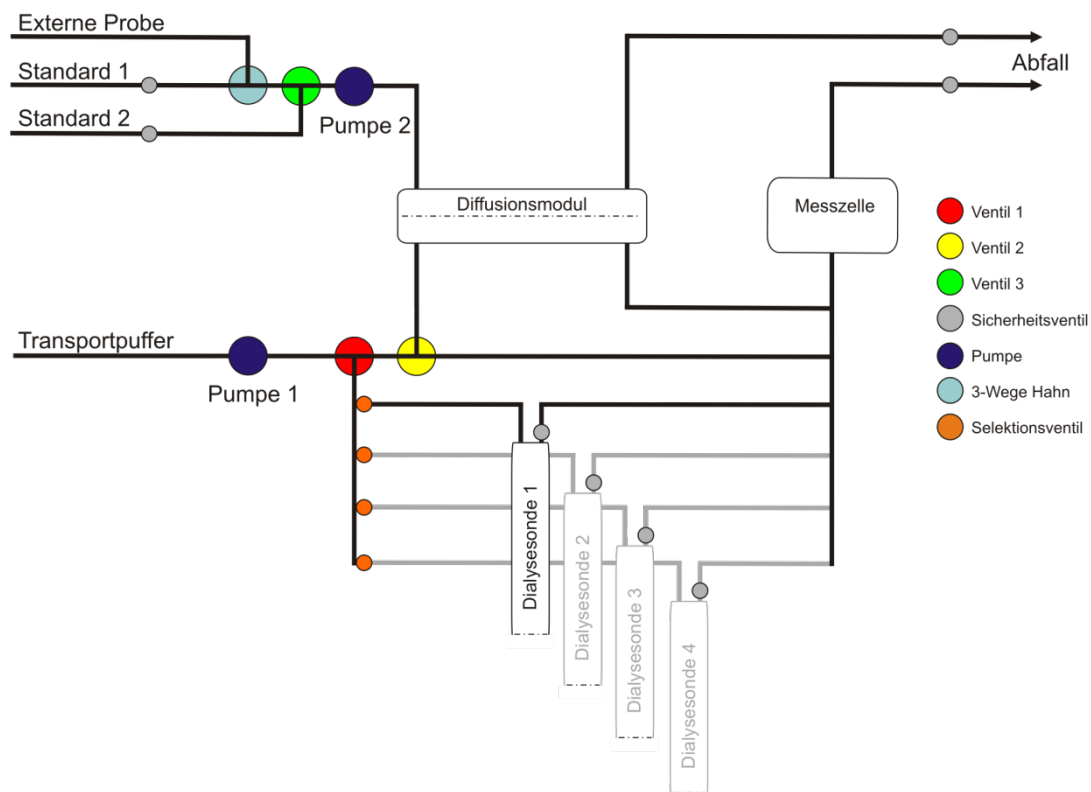 Externe Probe
Standard 1
Standard 2
Pumpe 2
Abfall
Diffusionsmodul
Messzelle
Ventil 1
Ventil 2
Ventil 3
Sicherheitsventil
Pumpe
3-Wege Hahn
Selektionsventil
Transportpuffer
Pumpe 1
Dialysesonde 1
Dialysesonde 2
Dialysesonde 3
Dialysesonde 4